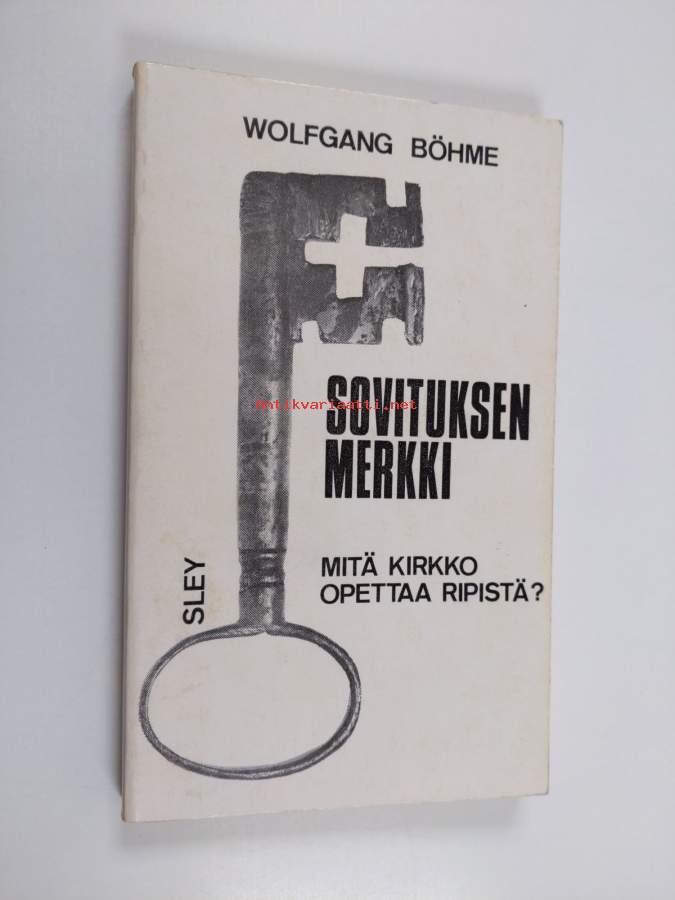 WOLFGANG BÖHME
SOVITUKSEN
antikvariaatti.net
MERKKI
MITÄ KIRKKO
OPETTAA RIPISTÄ?
SLEY